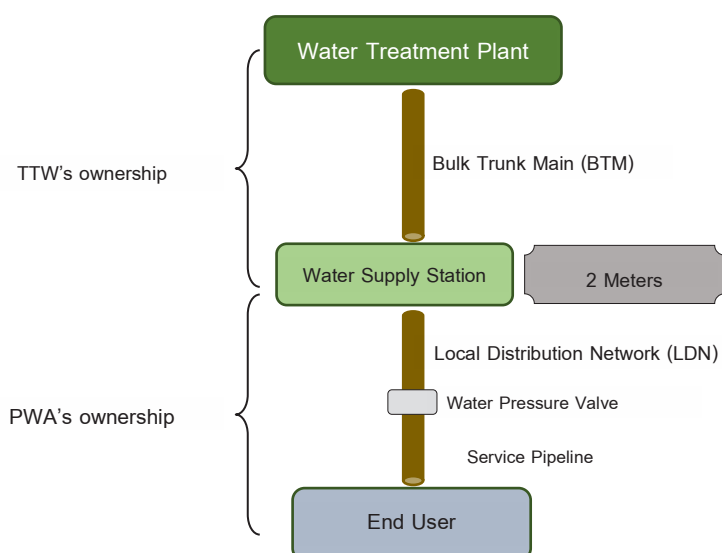 Water Treatment Plant
TTW's ownership
Bulk Trunk Main (BTM)
Water Supply Station
2 Meters
Local Distribution Network (LDN)
PWA's ownership
Water Pressure Valve
Service Pipeline
End User